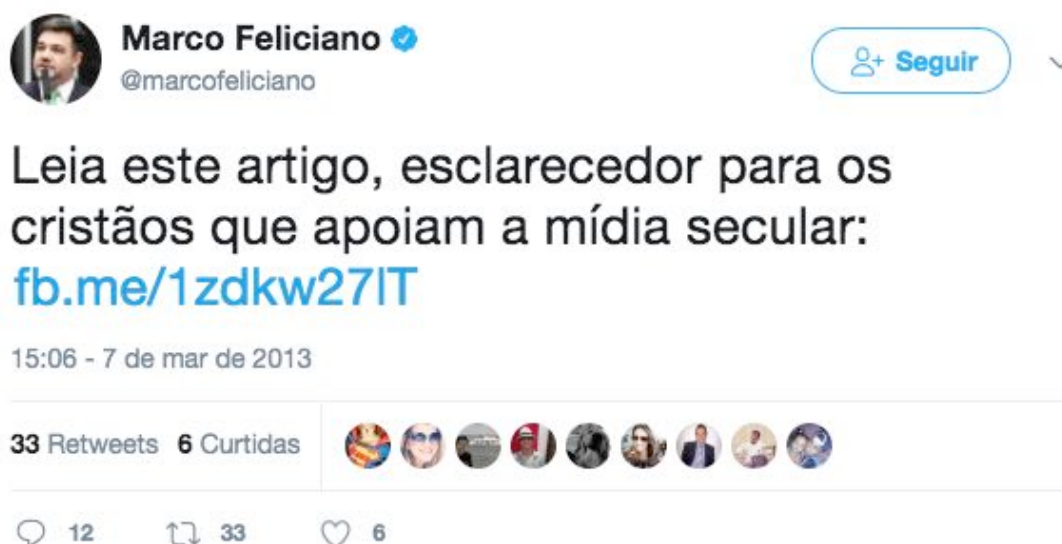 Marco Feliciano
@marcofeliciano
Seguir
Leia este artigo, esclarecedor para os
cristãos que apoiam a mídia secular:
fb.me/1zdkw27lT
15:06 - 7 de mar de 2013
33 Retweets 6 Curtidas
12 33 6